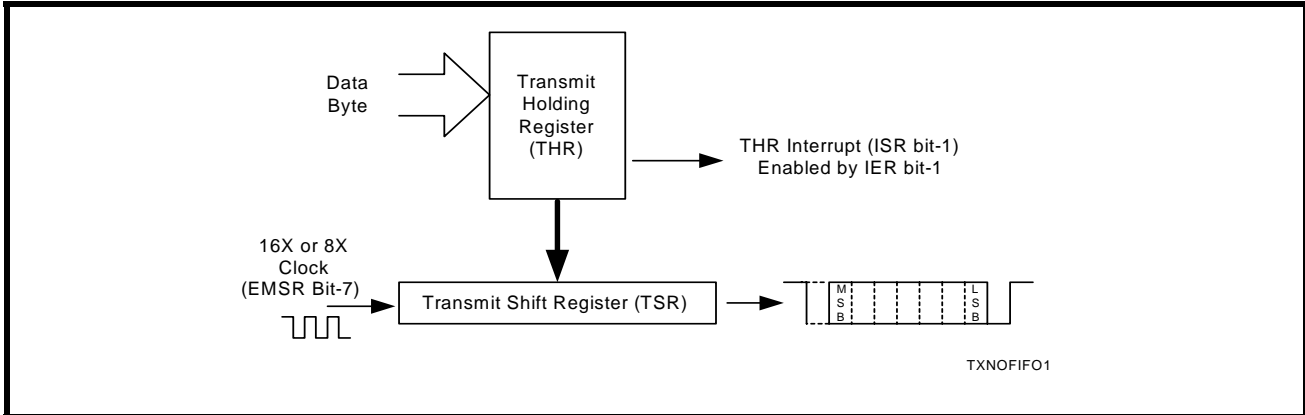 Data
Byte
Transmit
Holding
Register
(THR)
THR Interrupt (ISR bit-1)
Enabled by IER bit-1
16X or 8X
Clock
(EMSR Bit-7)
Transmit Shift Register (TSR)
M
S
B
L
S
B
TXNOFIFO1